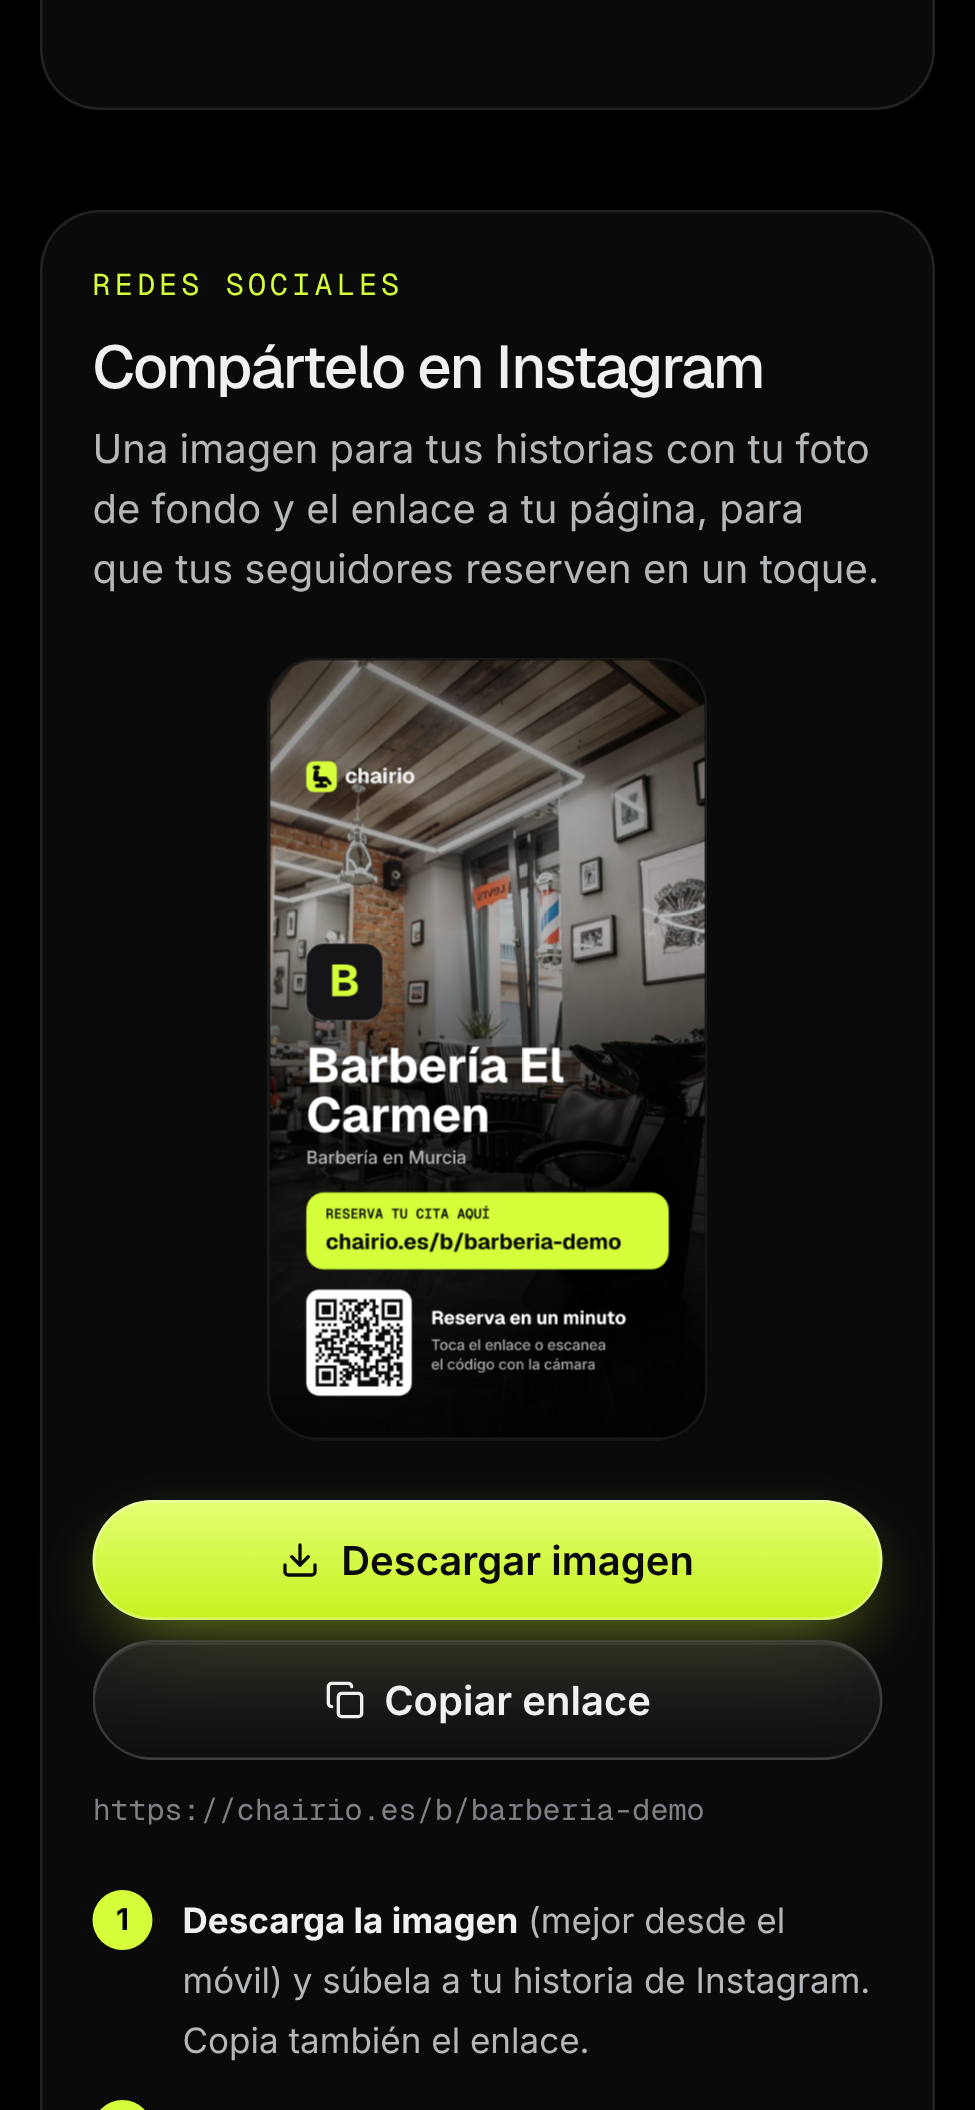 REDES SOCIALES
Compártelo en Instagram
Una imagen para tus historias con tu foto
de fondo y el enlace a tu página, para
que tus seguidores reserven en un toque.
chairio
B
Barbería El
Carmen
Barbería en Murcia
RESERVA TU CITA AQUÍ
chairio.es/b/barberia-demo
Reserva en un minuto
Toca el enlace o escanea
el código con la cámara
Descargar imagen
Copiar enlace
https://chairio.es/b/barberia-demo
1
Descarga la imagen (mejor desde el
móvil) y súbela a tu historia de Instagram.
Copia también el enlace.